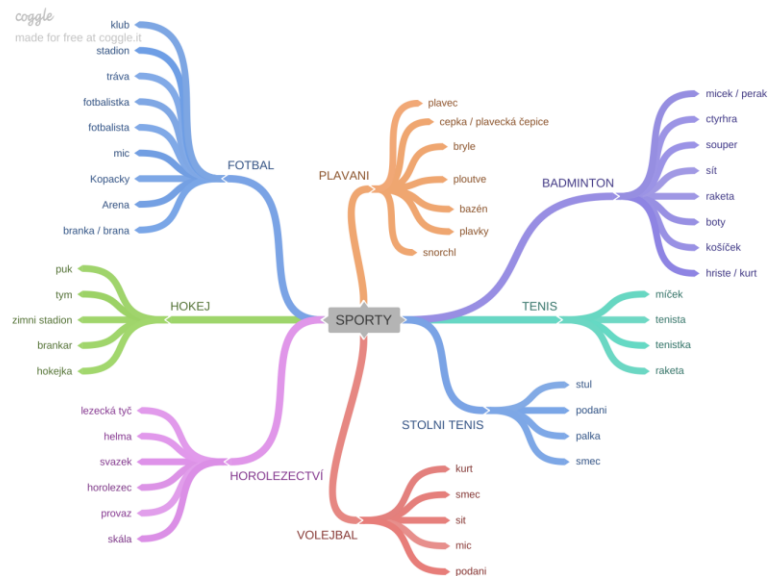 coggle
made for free at coggle.it
SPORTY
FOTBAL
klub
stadion
tráva
fotbalistka
fotbalista
mic
Kopacky
Arena
branka / brana
HOKEJ
puk
tym
zimni stadion
brankar
hokejka
HOROLEZECTVÍ
lezecká tyč
helma
svazek
horolezec
provaz
skála
PLAVANI
plavec
cepka / plavecká čepice
bryle
ploutve
bazén
plavky
snorchl
BADMINTON
micek / perak
ctyrhra
souper
sít
raketa
boty
košíček
hriste / kurt
TENIS
míček
tenista
tenistka
raketa
STOLNI TENIS
stul
podani
palka
smec
VOLEJBAL
kurt
smec
sit
mic
podani